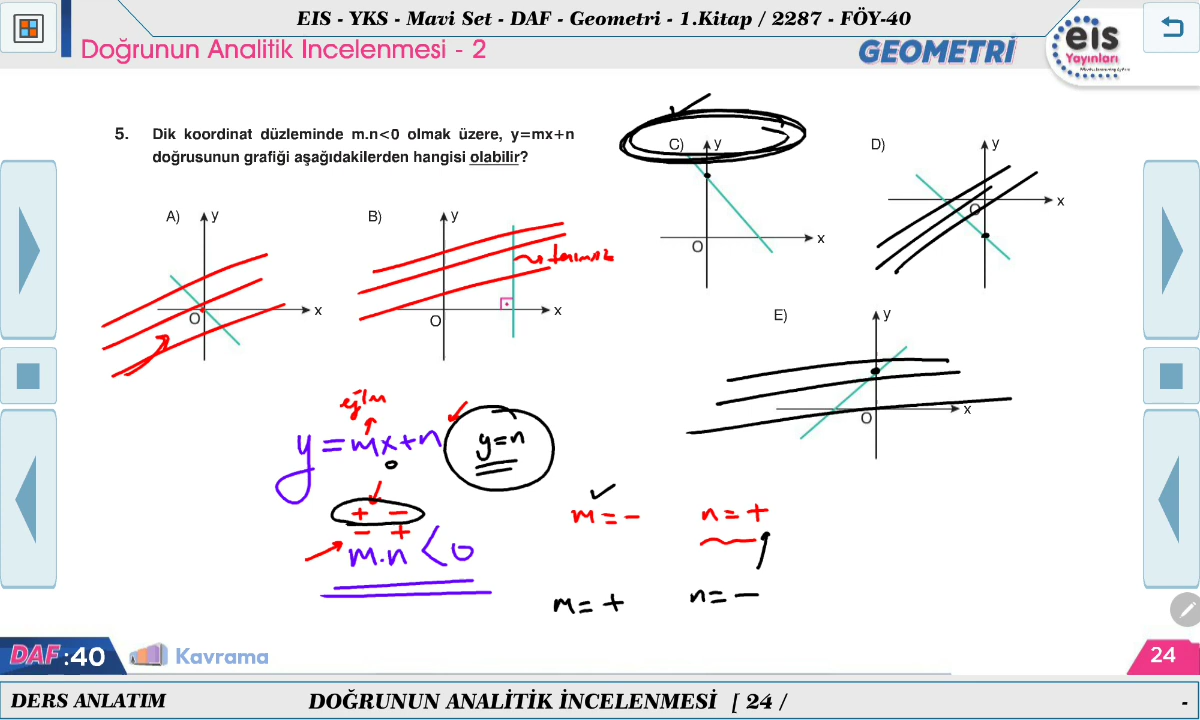 EIS - YKS - Mavi Set - DAF - Geometri - 1.Kitap / 2287 - FÖY-40
Doğrunun Analitik İncelenmesi - 2
GEOMETRİ
eis
Yayınları
5. Dik koordinat düzleminde m.n<0 olmak üzere, y=mx+n
doğrusunun grafiği aşağıdakilerden hangisi olabilir?
A) y
x
O
B) y
x
O
tanımsız
C) y
x
O
D) y
x
O
E) y
x
O
eğim
y=mx+n
y=n
o
+ -
- +
m.n<0
m=- n=+
m=+ n=-
DAF:40
Kavrama
24
DERS ANLATIM
DOĞRUNUN ANALİTİK İNCELENMESİ [ 24 /
-